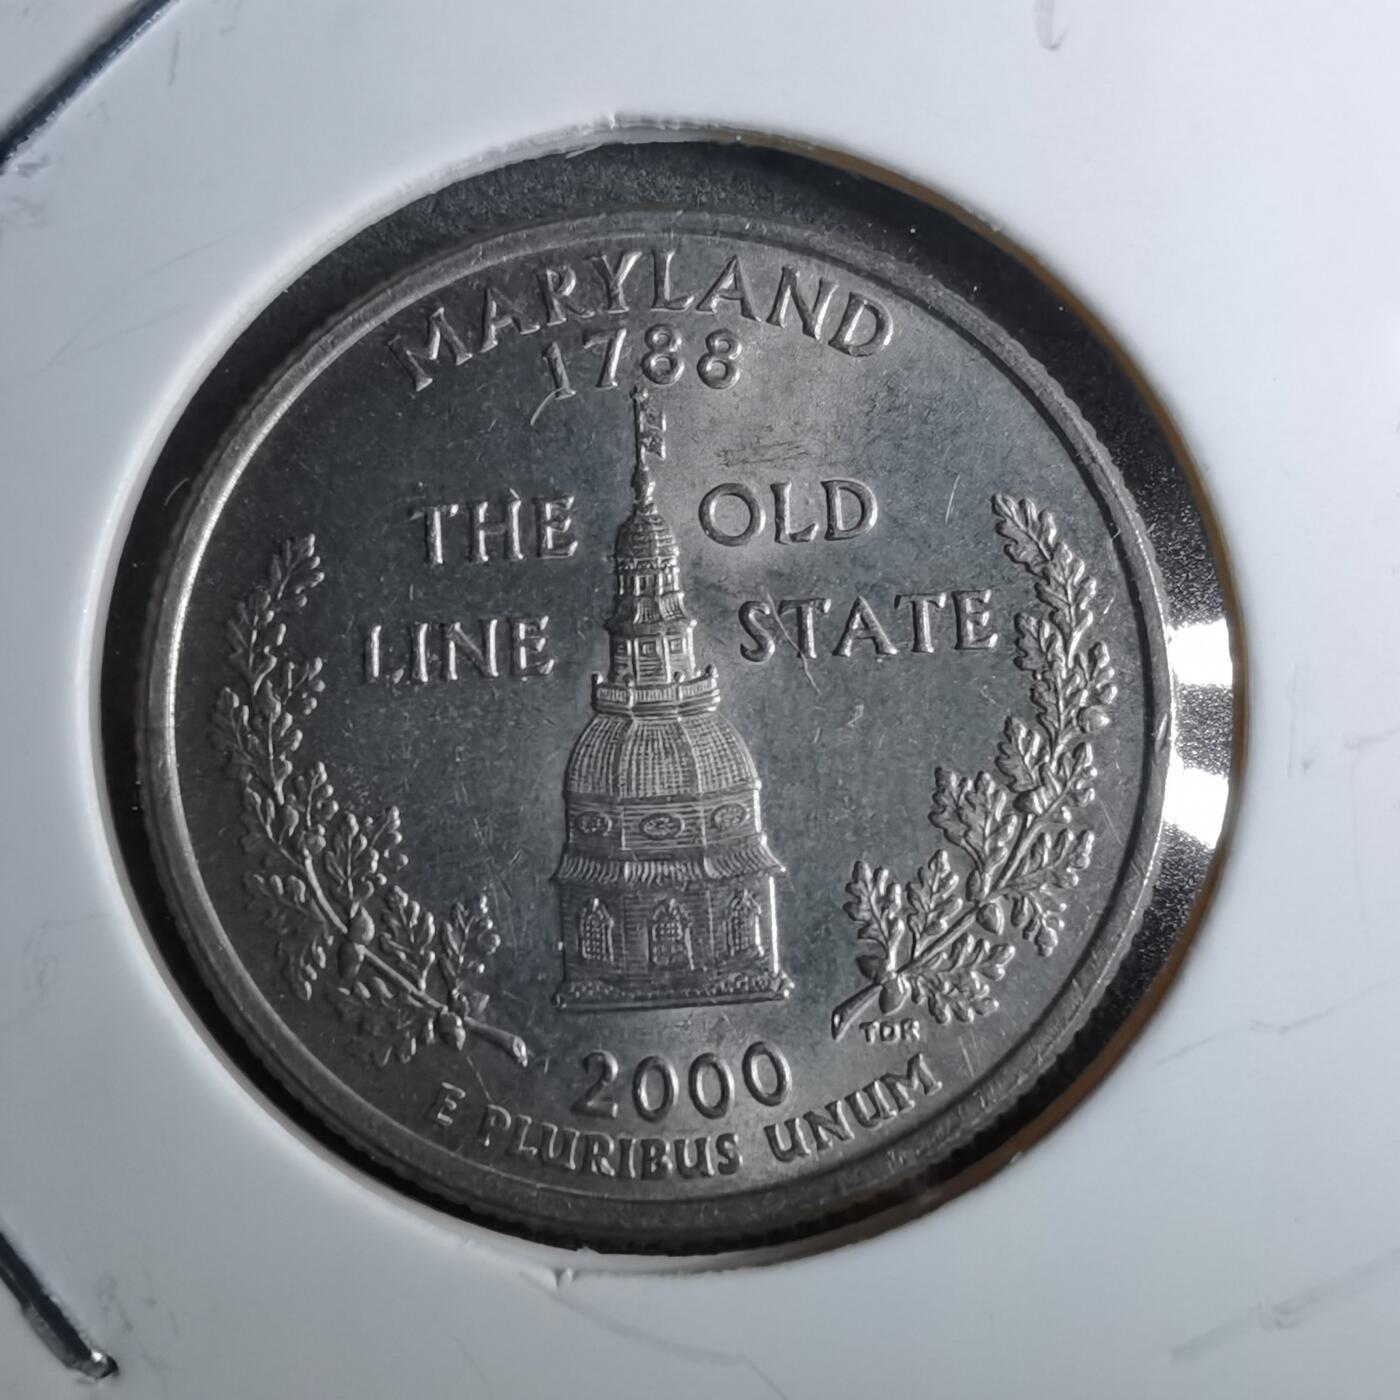 MARYLAND
1788
THE OLD
LINE STATE
TDR
2000
E PLURIBUS UNUM